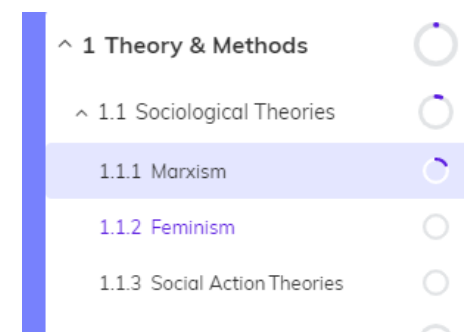 1 Theory & Methods
1.1 Sociological Theories
1.1.1 Marxism
1.1.2 Feminism
1.1.3 Social Action Theories